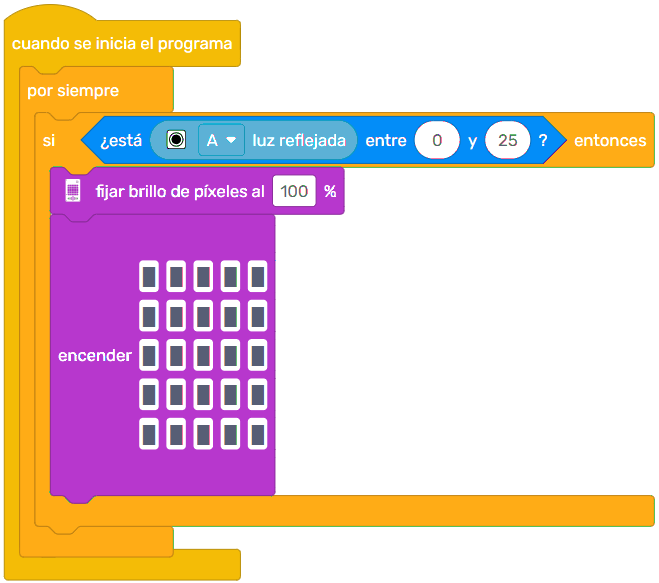 cuando se inicia el programa
por siempre
si ¿está A luz reflejada entre 0 y 25 ? entonces
fijar brillo de píxeles al 100 %
encender